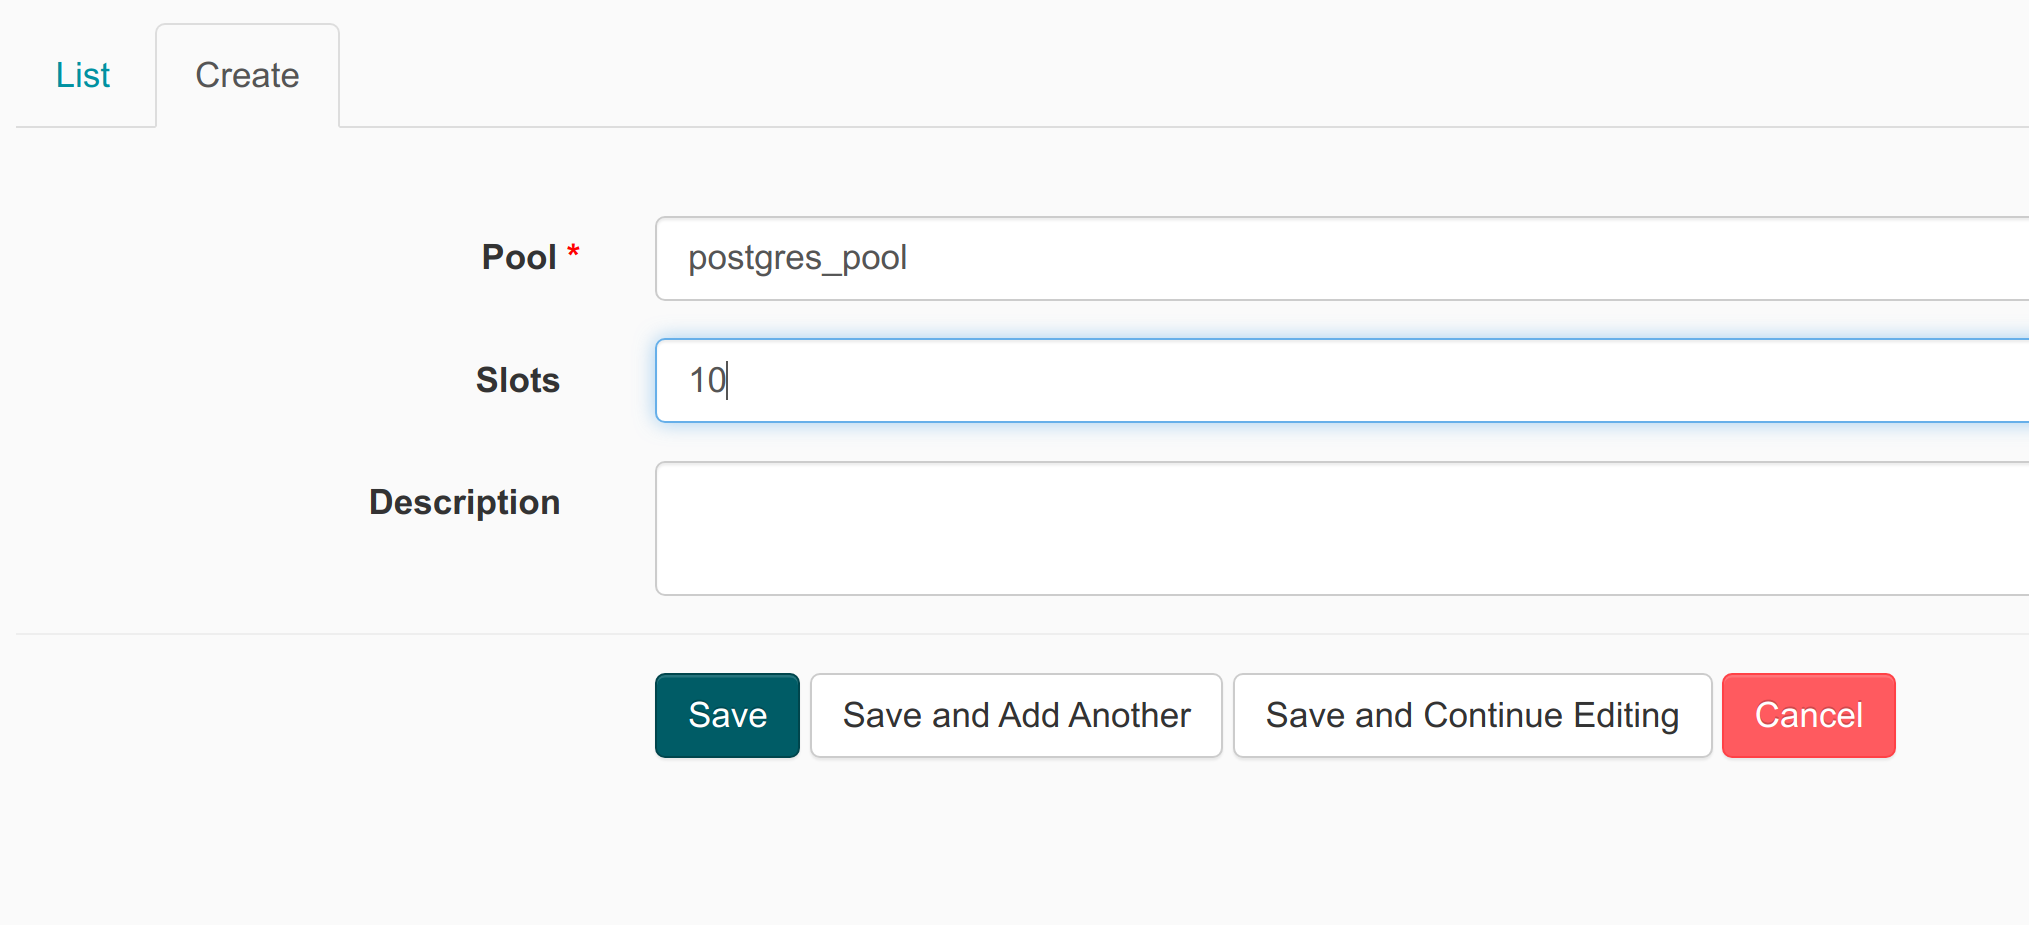 List Create
Pool *
postgres_pool
Slots
10
Description
Save Save and Add Another Save and Continue Editing Cancel